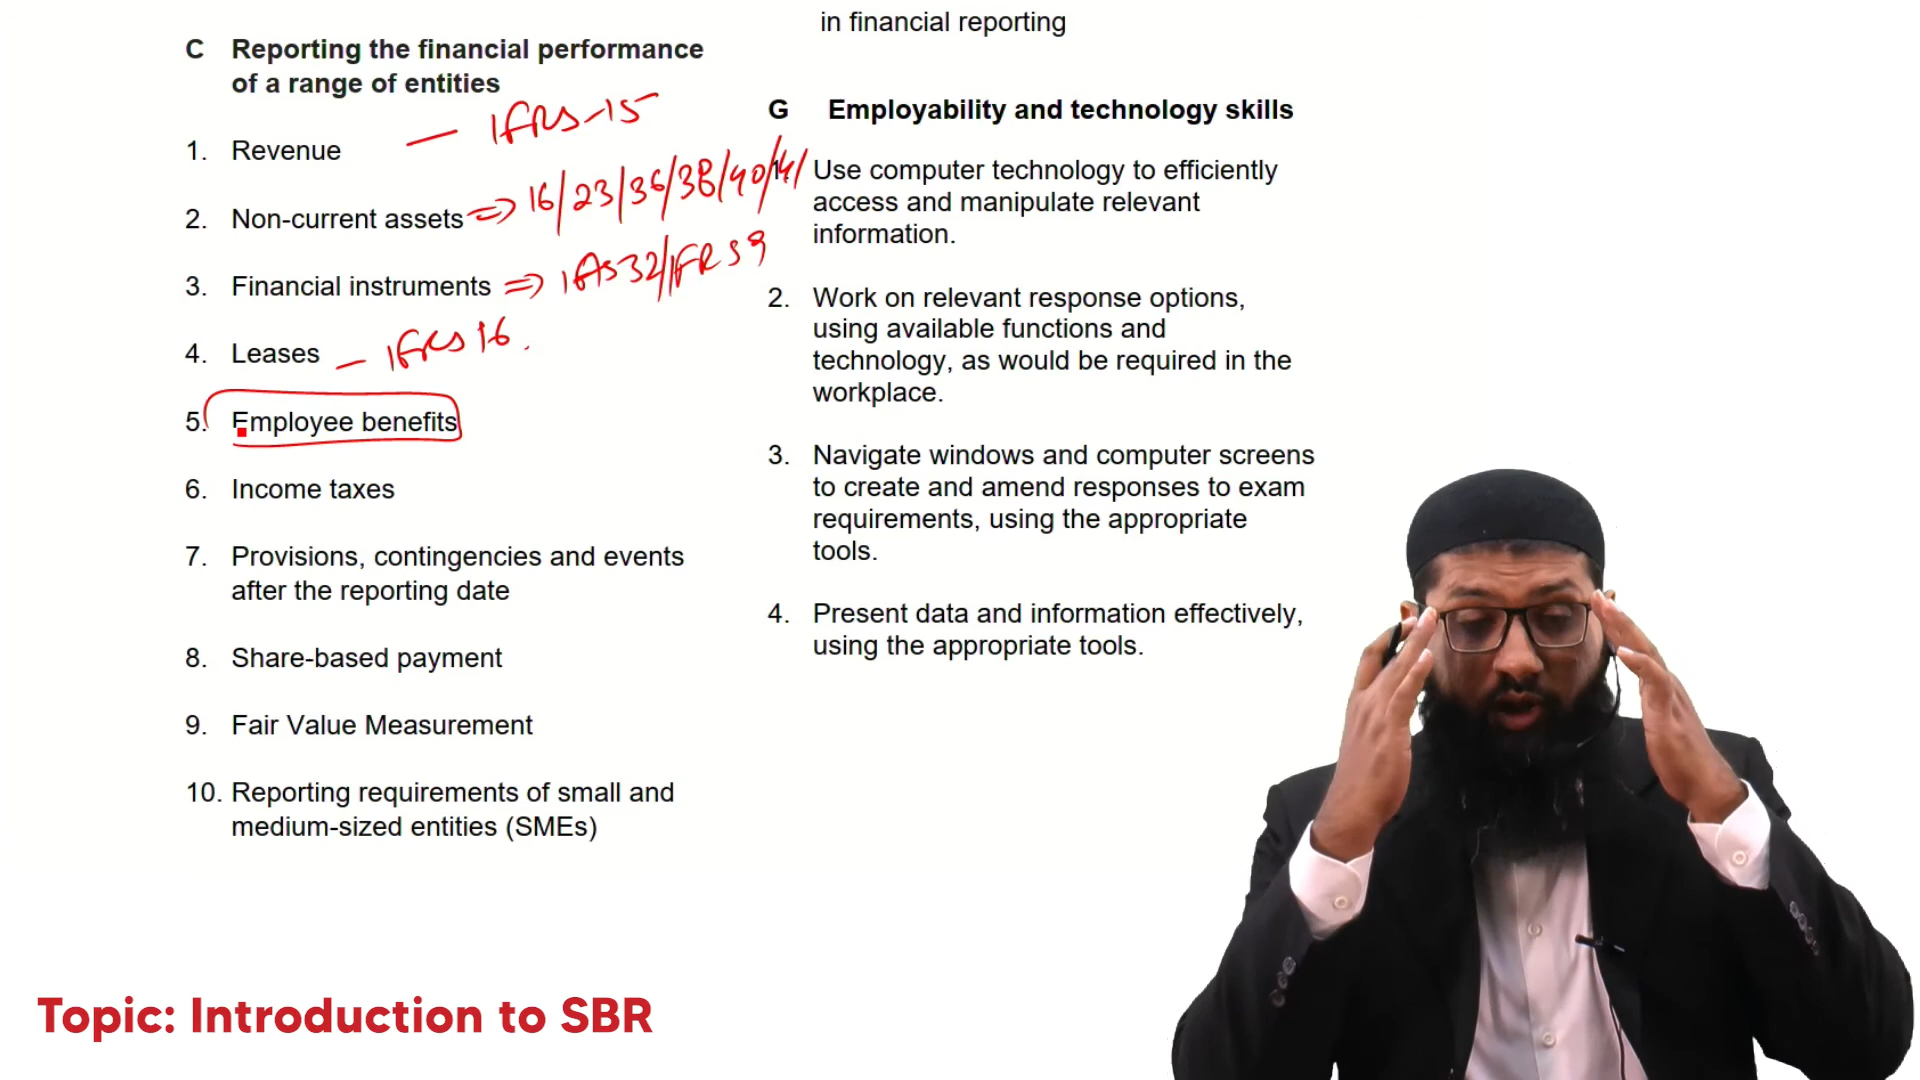 C Reporting the financial performance
of a range of entities
1. Revenue — IFRS-15
2. Non-current assets => 16/23/36/38/40/41
3. Financial instruments => IAS32/IFRS9
4. Leases — IFRS 16.
5. Employee benefits
6. Income taxes
7. Provisions, contingencies and events
after the reporting date
8. Share-based payment
9. Fair Value Measurement
10. Reporting requirements of small and
medium-sized entities (SMEs)
in financial reporting
G Employability and technology skills
1. Use computer technology to efficiently
access and manipulate relevant
information.
2. Work on relevant response options,
using available functions and
technology, as would be required in the
workplace.
3. Navigate windows and computer screens
to create and amend responses to exam
requirements, using the appropriate
tools.
4. Present data and information effectively,
using the appropriate tools.
Topic: Introduction to SBR